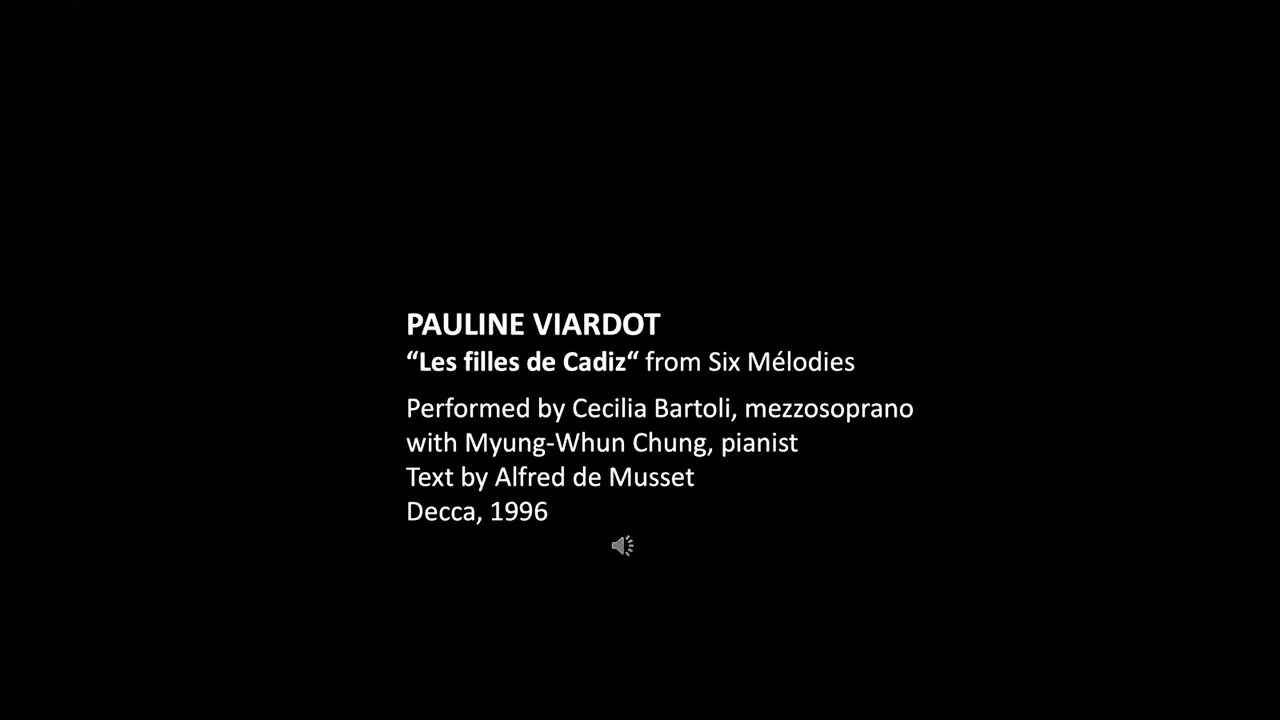 PAULINE VIARDOT
“Les filles de Cadiz“ from Six Mélodies
Performed by Cecilia Bartoli, mezzosoprano
with Myung-Whun Chung, pianist
Text by Alfred de Musset
Decca, 1996